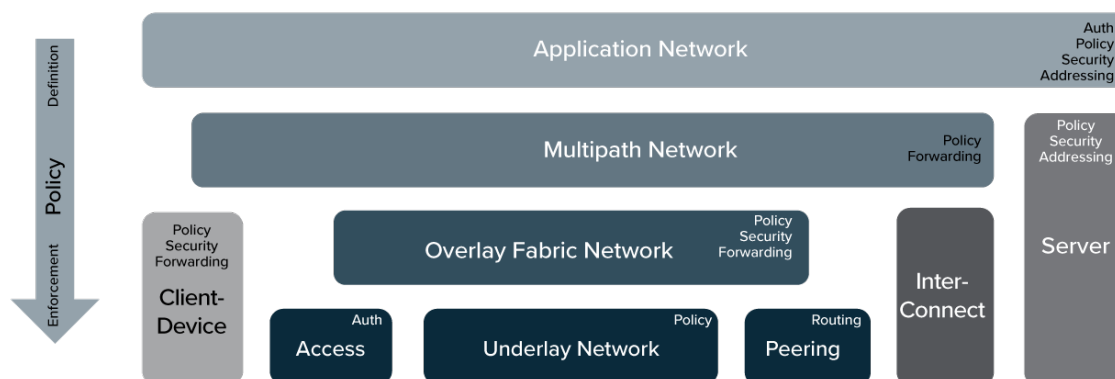 Definition
Policy
Enforcement
Application Network
Auth
Policy
Security
Addressing
Multipath Network
Policy
Forwarding
Policy
Security
Addressing
Server
Policy
Security
Forwarding
Client-
Device
Overlay Fabric Network
Policy
Security
Forwarding
Inter-
Connect
Auth
Access
Policy
Underlay Network
Routing
Peering